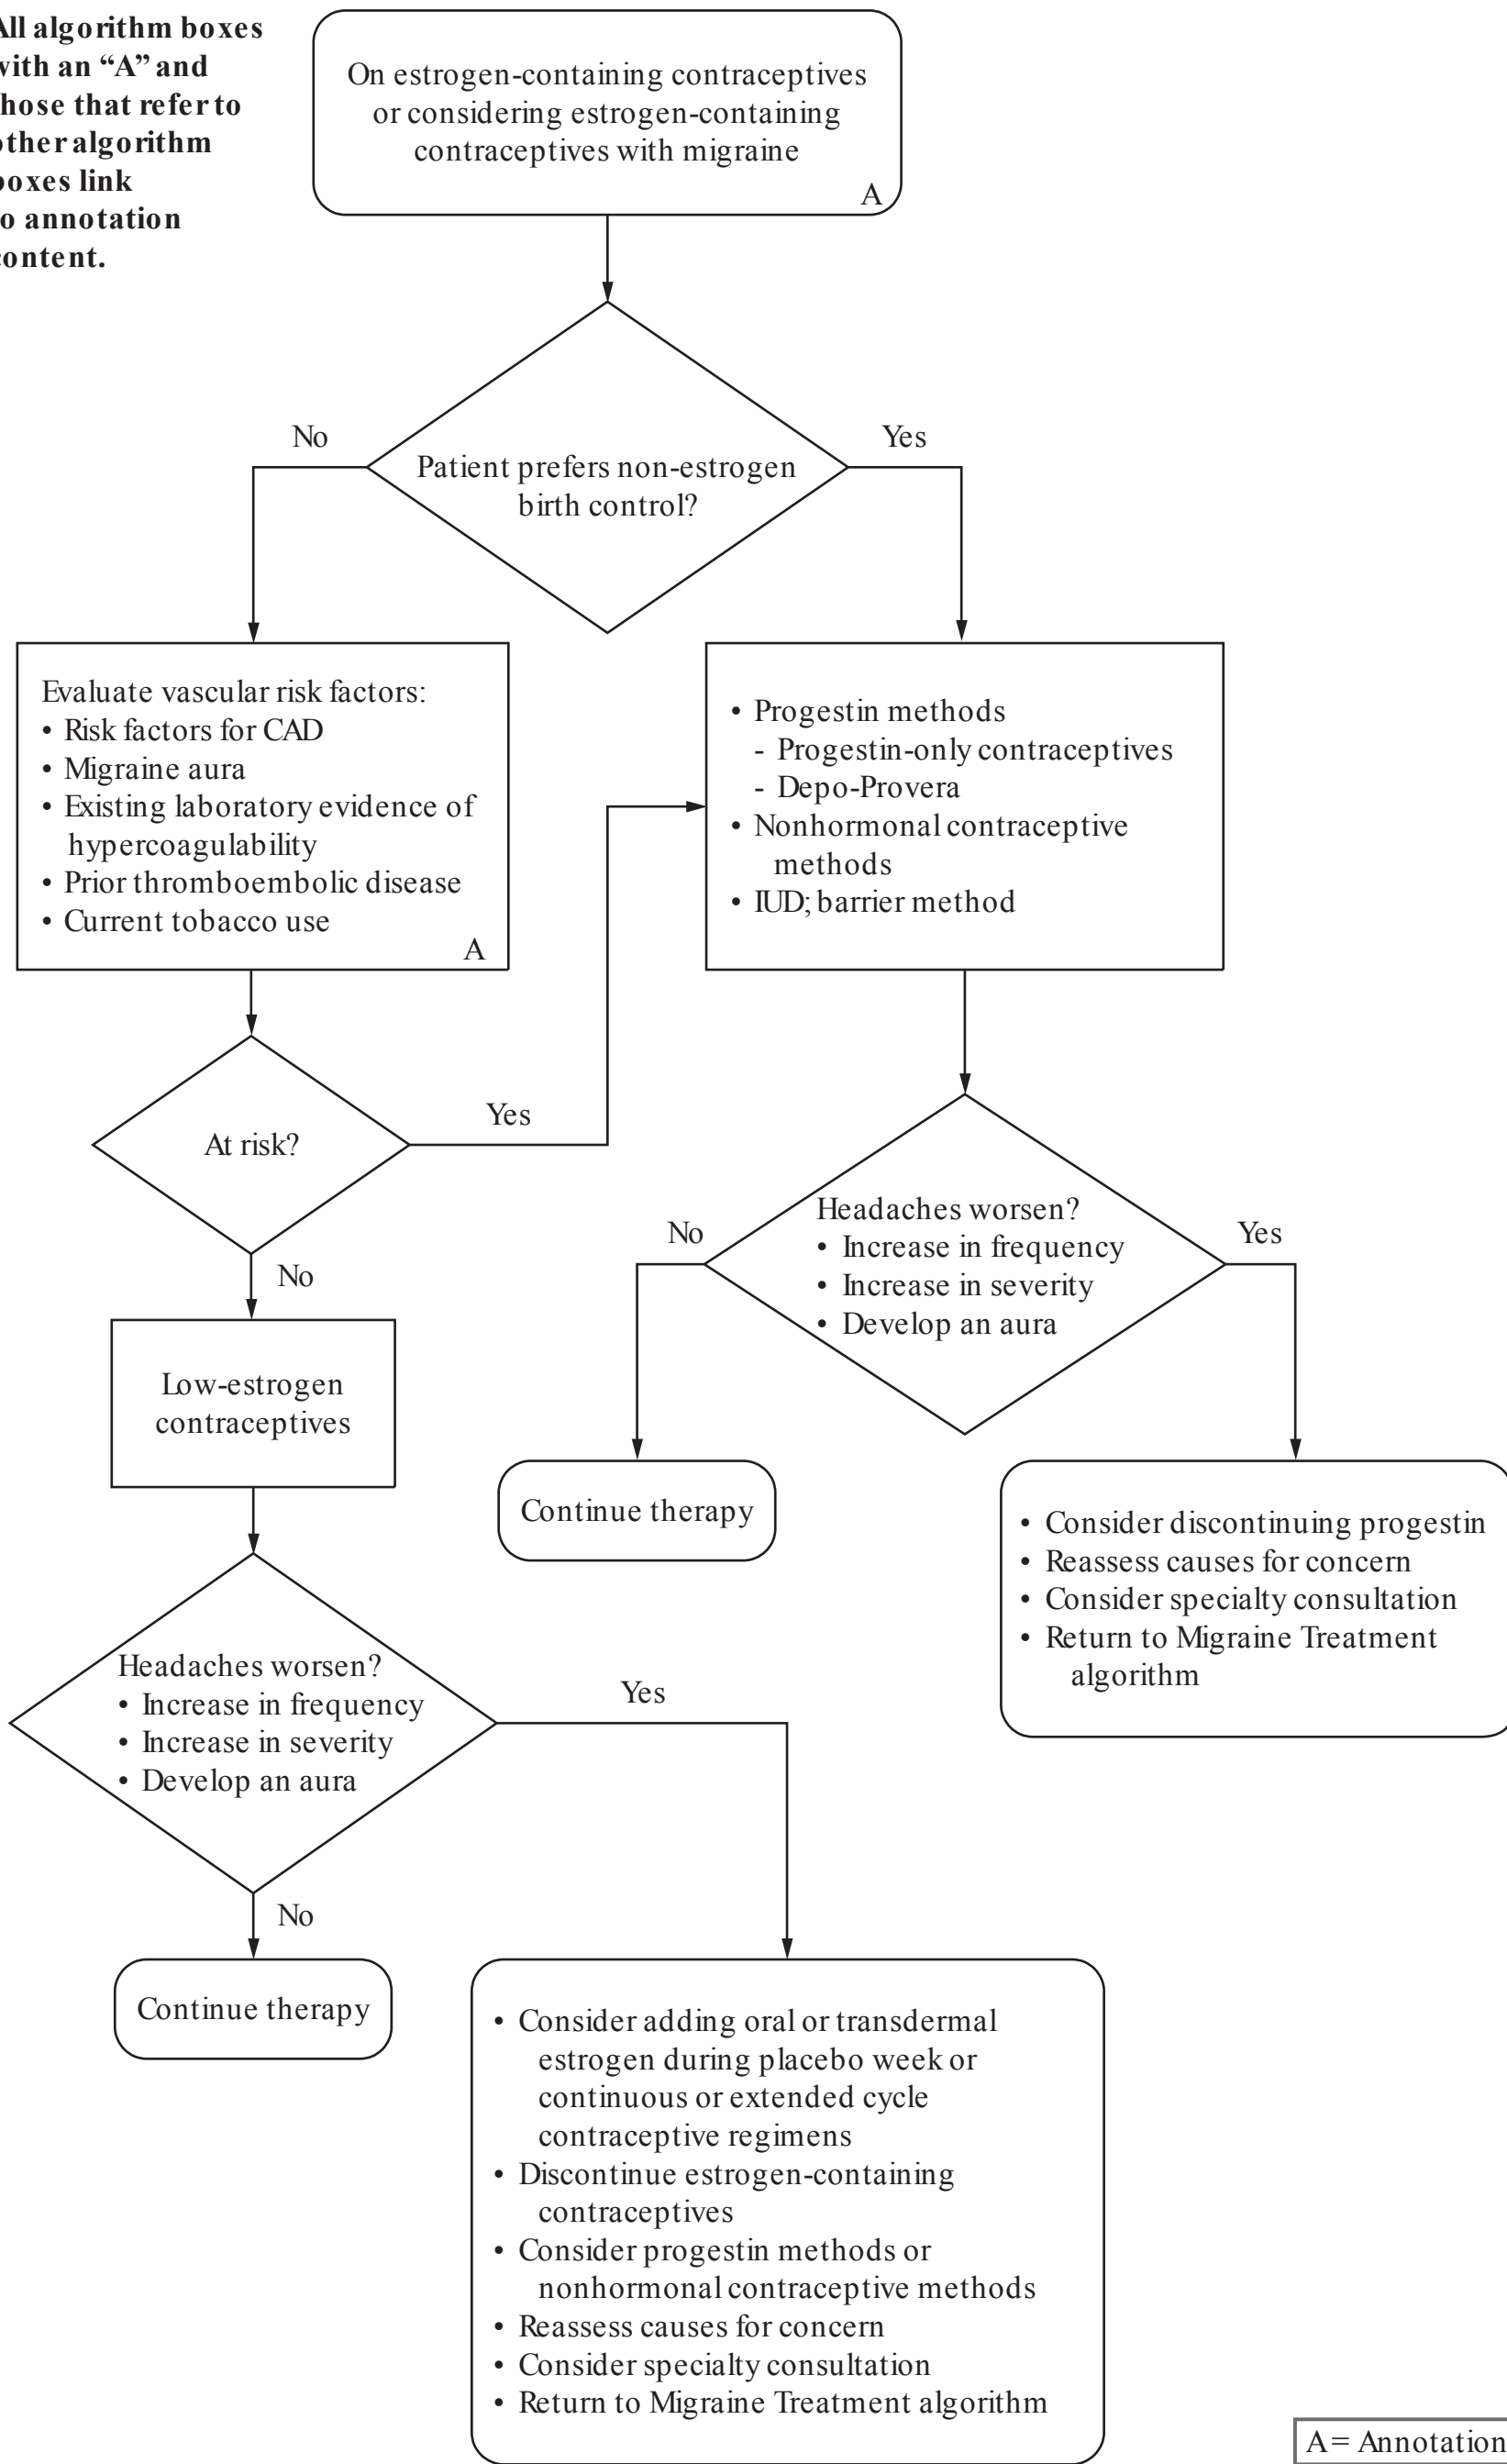 All algorithm boxes
with an “A” and
those that refer to
other algorithm
boxes link
to annotation
content.
On estrogen-containing contraceptives
or considering estrogen-containing
contraceptives with migraine
A
Patient prefers non-estrogen
birth control?
No
Yes
Evaluate vascular risk factors:
• Risk factors for CAD
• Migraine aura
• Existing laboratory evidence of
hypercoagulability
• Prior thromboembolic disease
• Current tobacco use
A
• Progestin methods
- Progestin-only contraceptives
- Depo-Provera
• Nonhormonal contraceptive
methods
• IUD; barrier method
At risk?
Yes
No
Headaches worsen?
• Increase in frequency
• Increase in severity
• Develop an aura
No
Yes
Low-estrogen
contraceptives
Continue therapy
• Consider discontinuing progestin
• Reassess causes for concern
• Consider specialty consultation
• Return to Migraine Treatment
algorithm
Headaches worsen?
• Increase in frequency
• Increase in severity
• Develop an aura
Yes
No
Continue therapy
• Consider adding oral or transdermal
estrogen during placebo week or
continuous or extended cycle
contraceptive regimens
• Discontinue estrogen-containing
contraceptives
• Consider progestin methods or
nonhormonal contraceptive methods
• Reassess causes for concern
• Consider specialty consultation
• Return to Migraine Treatment algorithm
A = Annotation